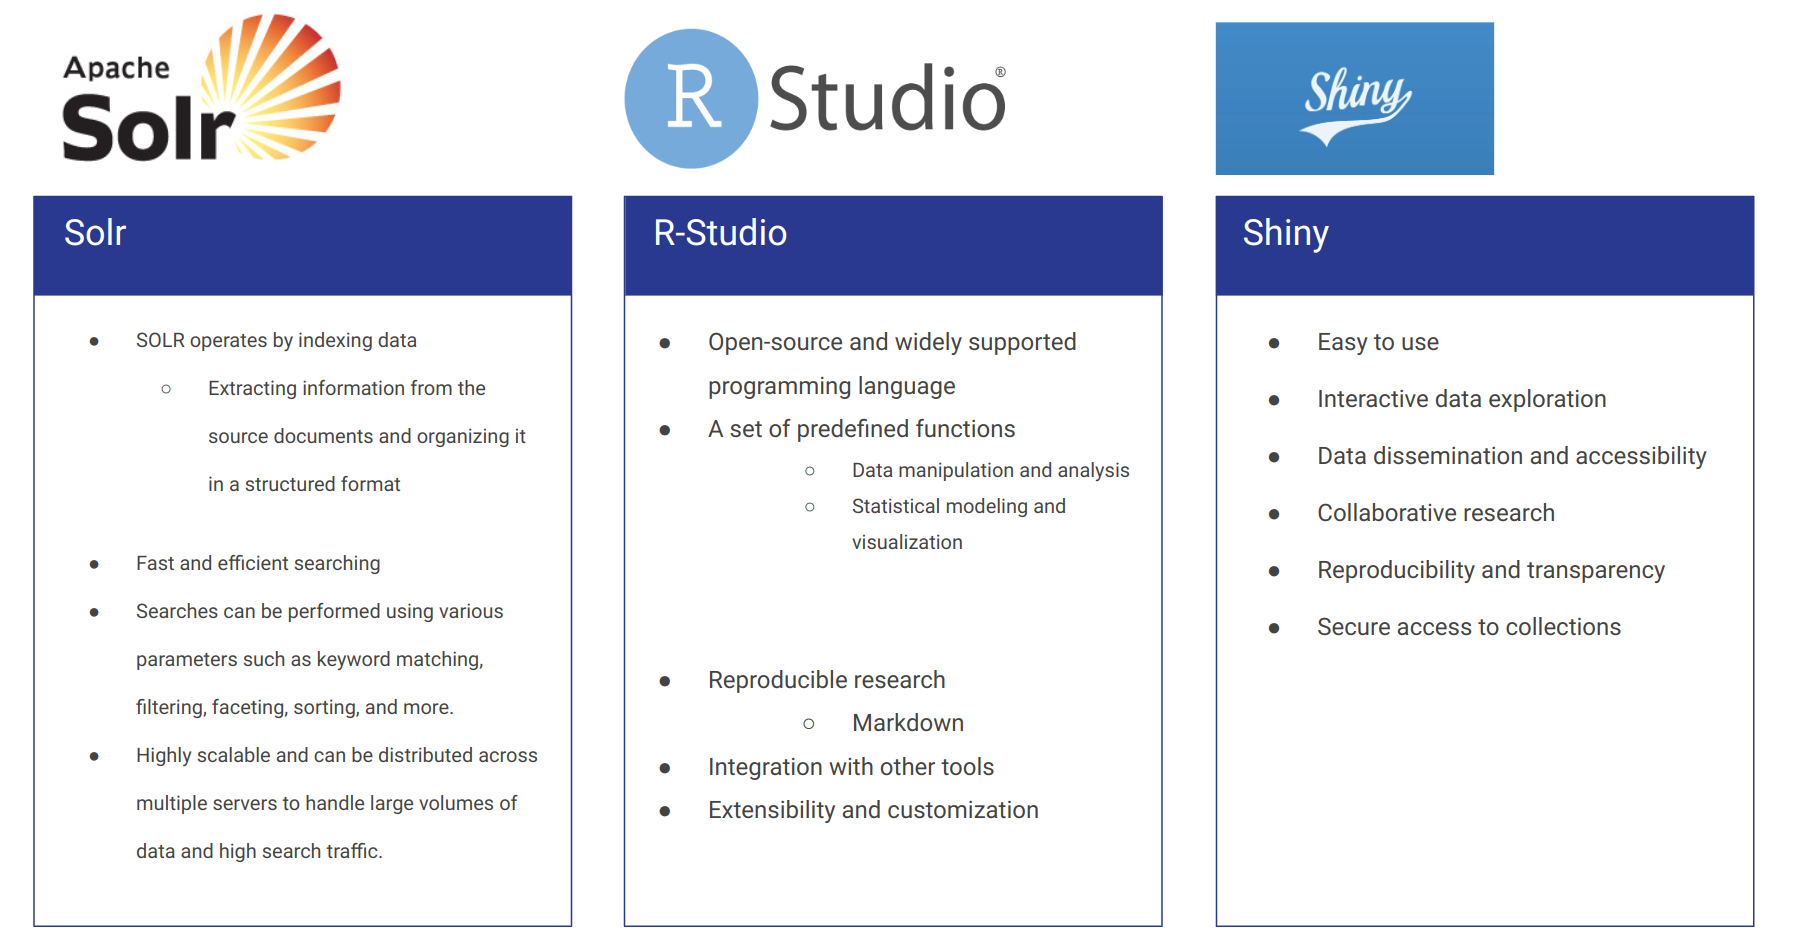 Apache
Solr
R Studio®
Shiny
Solr
● SOLR operates by indexing data
○ Extracting information from the
source documents and organizing it
in a structured format
● Fast and efficient searching
● Searches can be performed using various
parameters such as keyword matching,
filtering, faceting, sorting, and more.
● Highly scalable and can be distributed across
multiple servers to handle large volumes of
data and high search traffic.
R-Studio
● Open-source and widely supported
programming language
● A set of predefined functions
○ Data manipulation and analysis
○ Statistical modeling and
visualization
● Reproducible research
○ Markdown
● Integration with other tools
● Extensibility and customization
Shiny
● Easy to use
● Interactive data exploration
● Data dissemination and accessibility
● Collaborative research
● Reproducibility and transparency
● Secure access to collections